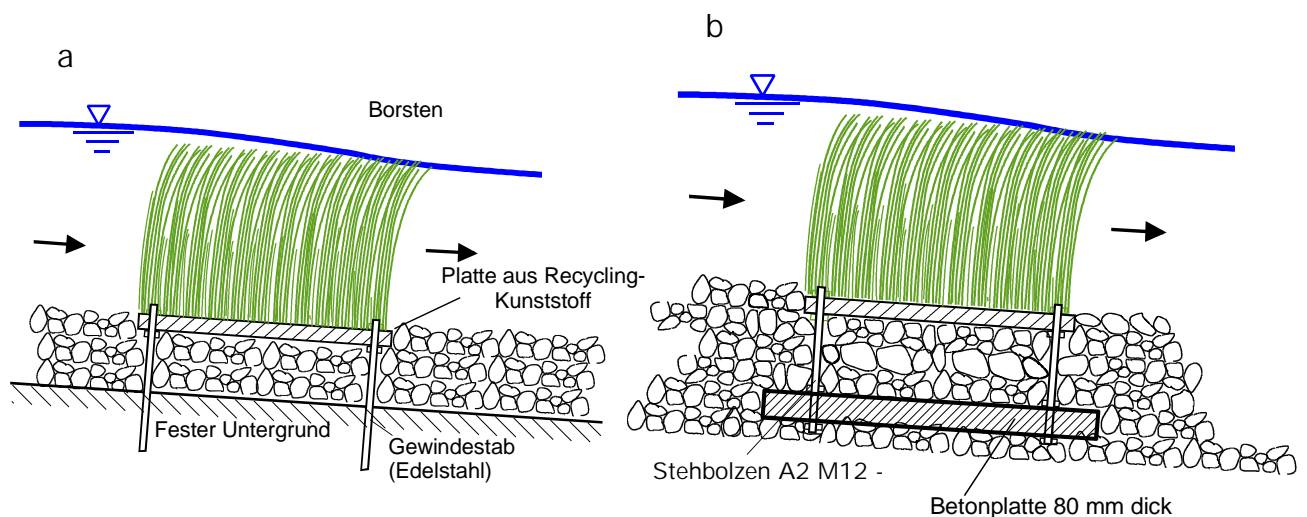 a
b
Borsten
Platte aus Recycling-
Kunststoff
Fester Untergrund
Gewindestab
(Edelstahl)
Stehbolzen A2 M12 -
Betonplatte 80 mm dick